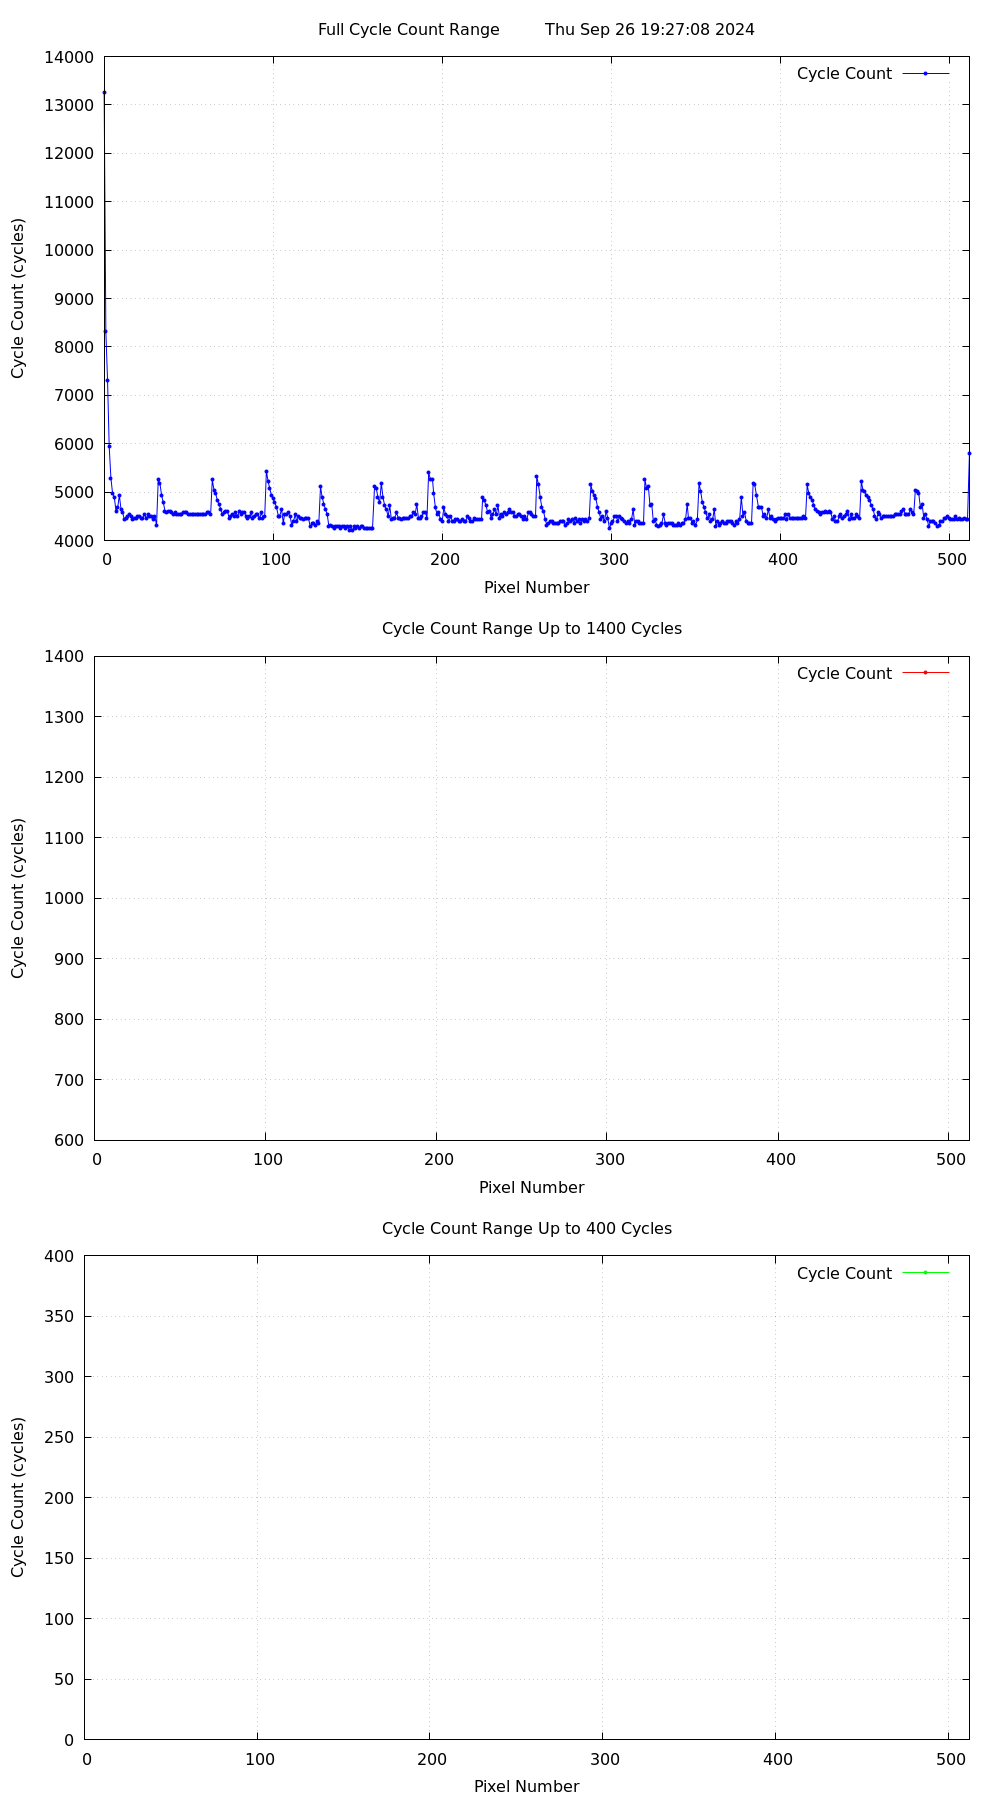 Full Cycle Count Range Thu Sep 26 19:27:08 2024
14000
Cycle Count
13000
12000
11000
10000
9000
8000
7000
6000
5000
4000
Cycle Count (cycles)
0 100 200 300 400 500
Pixel Number
Cycle Count Range Up to 1400 Cycles
1400
Cycle Count
1300
1200
1100
1000
900
800
700
600
Cycle Count (cycles)
0 100 200 300 400 500
Pixel Number
Cycle Count Range Up to 400 Cycles
400
Cycle Count
350
300
250
200
150
100
50
0
Cycle Count (cycles)
0 100 200 300 400 500
Pixel Number